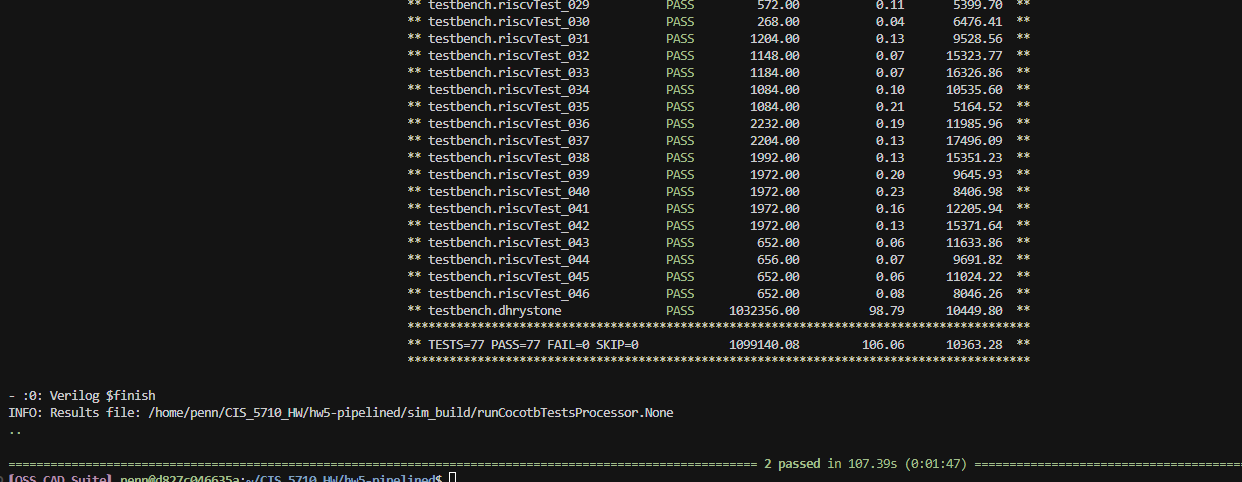 ** testbench.riscvTest_029 PASS 572.00 0.11 5399.70 **
** testbench.riscvTest_030 PASS 268.00 0.04 6476.41 **
** testbench.riscvTest_031 PASS 1204.00 0.13 9528.56 **
** testbench.riscvTest_032 PASS 1148.00 0.07 15323.77 **
** testbench.riscvTest_033 PASS 1184.00 0.07 16326.86 **
** testbench.riscvTest_034 PASS 1084.00 0.10 10535.60 **
** testbench.riscvTest_035 PASS 1084.00 0.21 5164.52 **
** testbench.riscvTest_036 PASS 2232.00 0.19 11985.96 **
** testbench.riscvTest_037 PASS 2204.00 0.13 17496.09 **
** testbench.riscvTest_038 PASS 1992.00 0.13 15351.23 **
** testbench.riscvTest_039 PASS 1972.00 0.20 9645.93 **
** testbench.riscvTest_040 PASS 1972.00 0.23 8406.98 **
** testbench.riscvTest_041 PASS 1972.00 0.16 12205.94 **
** testbench.riscvTest_042 PASS 1972.00 0.13 15371.64 **
** testbench.riscvTest_043 PASS 652.00 0.06 11633.86 **
** testbench.riscvTest_044 PASS 656.00 0.07 9691.82 **
** testbench.riscvTest_045 PASS 652.00 0.06 11024.22 **
** testbench.riscvTest_046 PASS 652.00 0.08 8046.26 **
** testbench.dhrystone PASS 1032356.00 98.79 10449.80 **
*****************************************************************************************
** TESTS=77 PASS=77 FAIL=0 SKIP=0 1099140.08 106.06 10363.28 **
*****************************************************************************************
- :0: Verilog $finish
INFO: Results file: /home/penn/CIS_5710_HW/hw5-pipelined/sim_build/runCocotbTestsProcessor.None
..
=========================================================================================================== 2 passed in 107.39s (0:01:47) ======================================
[OSS CAD Suite] penn@d827c046635a:~/CIS_5710_HW/hw5-pipelined$